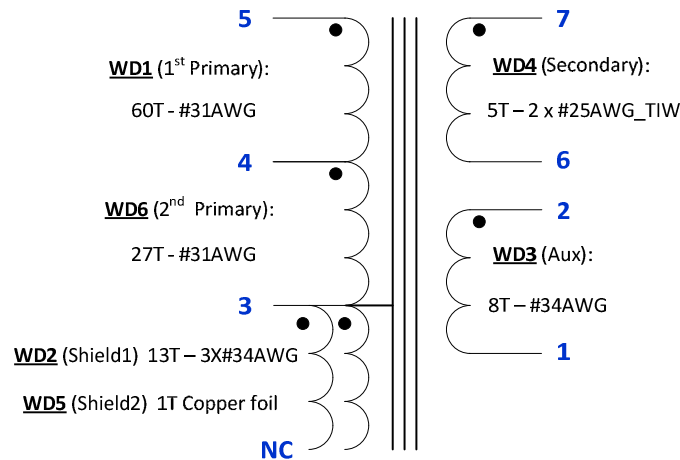 5
WD1 (1st Primary):
60T - #31AWG
4
WD6 (2nd Primary):
27T - #31AWG
3
WD2 (Shield1) 13T – 3X#34AWG
WD5 (Shield2) 1T Copper foil
NC
7
WD4 (Secondary):
5T – 2 x #25AWG_TIW
6
2
WD3 (Aux):
8T – #34AWG
1